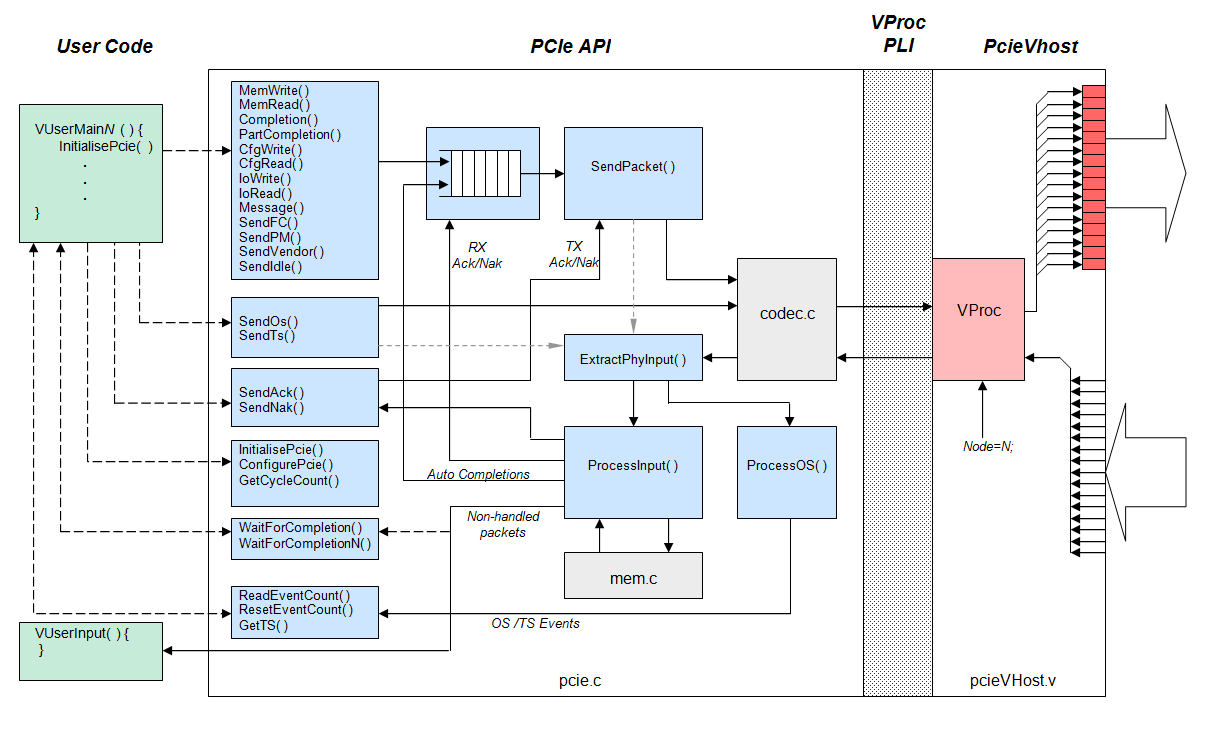 User Code
PCIe API
VProc
PLI
PcieVhost
VUserMainN ( ) {
InitialisePcie( )
.
.
.
}
MemWrite( )
MemRead( )
Completion( )
PartCompletion( )
CfgWrite( )
CfgRead( )
IoWrite( )
IoRead( )
Message( )
SendFC( )
SendPM( )
SendVendor( )
SendIdle( )
SendPacket( )
RX
Ack/Nak
TX
Ack/Nak
SendOs( )
SendTs( )
codec.c
VProc
ExtractPhyInput( )
SendAck( )
SendNak( )
Node=N;
InitialisePcie( )
ConfigurePcie( )
GetCycleCount( )
Auto Completions
ProcessInput( )
ProcessOS( )
WaitForCompletion( )
WaitForCompletionN( )
Non-handled
packets
mem.c
ReadEventCount( )
ResetEventCount( )
GetTS( )
OS /TS Events
VUserInput( ) {
}
pcie.c
pcieVHost.v